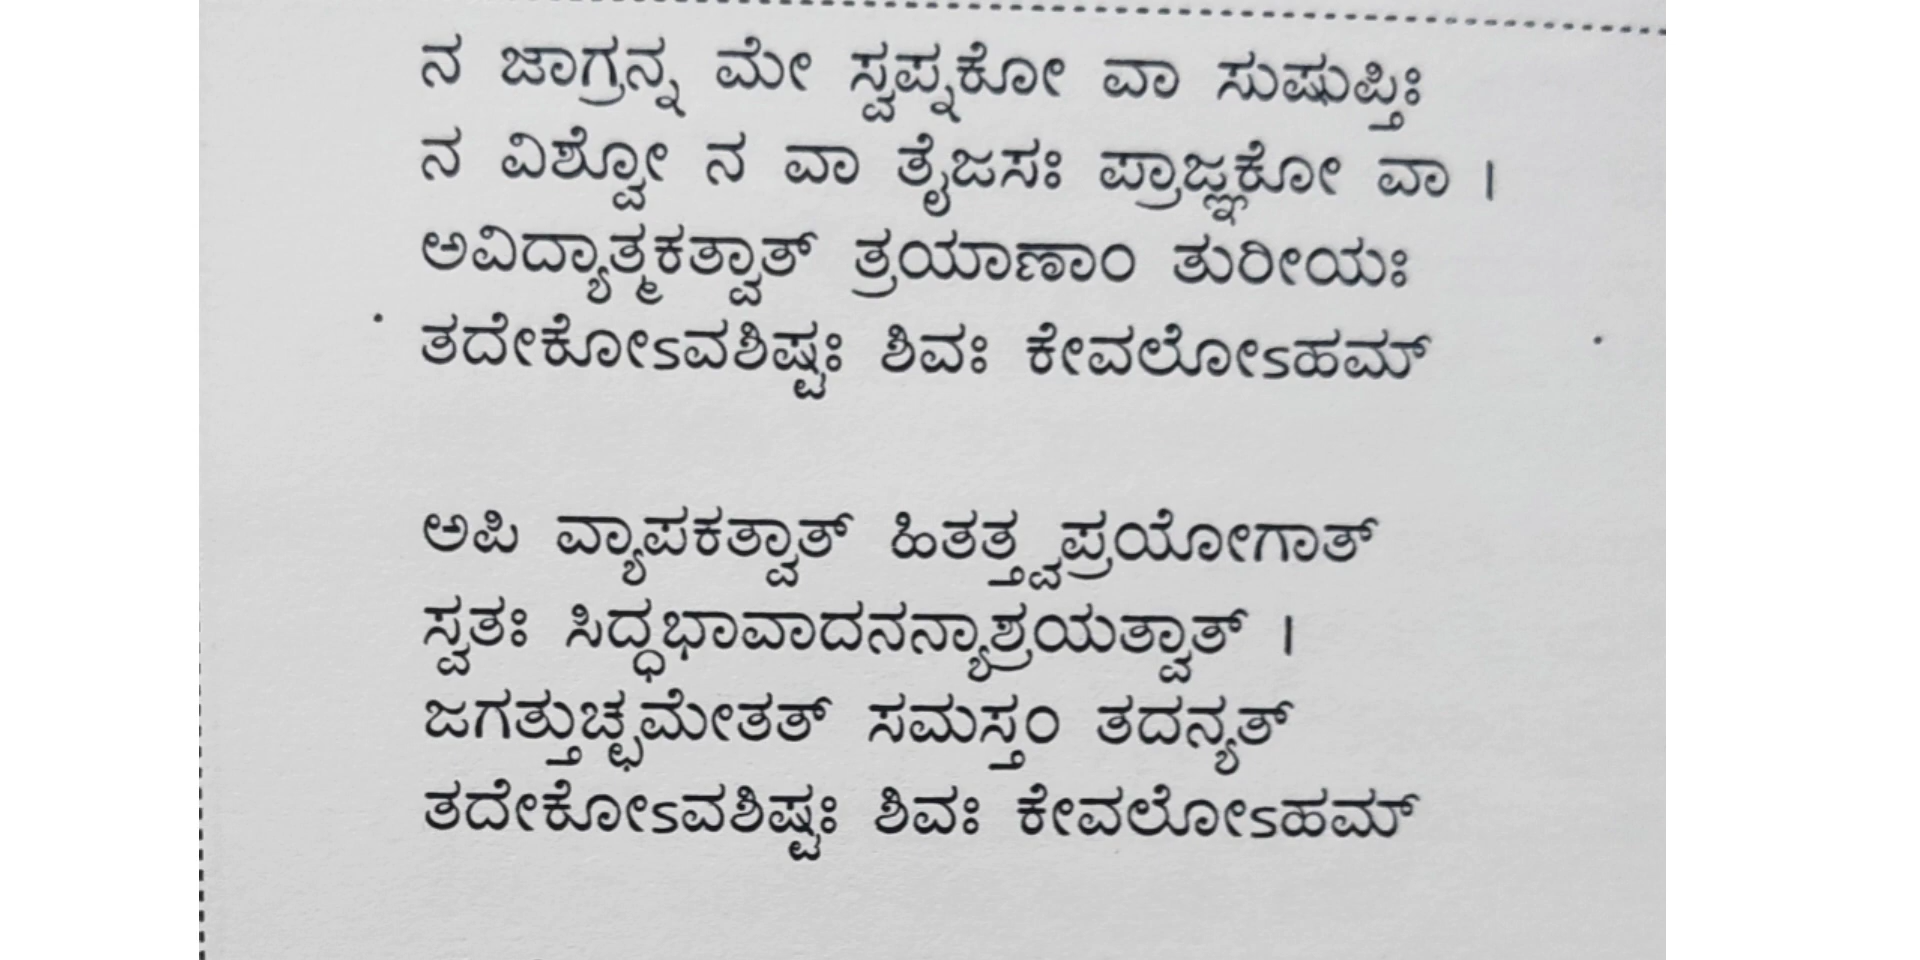 ನ ಜಾಗ್ರನ್ನ ಮೇ ಸ್ವಪ್ನಕೋ ವಾ ಸುಷುಪ್ತಿಃ
ನ ವಿಶ್ವೋ ನ ವಾ ತೈಜಸಃ ಪ್ರಾಜ್ಞಕೋ ವಾ ।
ಅವಿದ್ಯಾತ್ಮಕತ್ವಾತ್ ತ್ರಯಾಣಾಂ ತುರೀಯಃ
ತದೇಕೋಽವಶಿಷ್ಟಃ ಶಿವಃ ಕೇವಲೋಽಹಮ್
ಅಪಿ ವ್ಯಾಪಕತ್ವಾತ್ ಹಿತತ್ತ್ವಪ್ರಯೋಗಾತ್
ಸ್ವತಃ ಸಿದ್ಧಭಾವಾದನನ್ಯಾಶ್ರಯತ್ವಾತ್ ।
ಜಗತ್ತುಚ್ಛಮೇತತ್ ಸಮಸ್ತಂ ತದನ್ಯತ್
ತದೇಕೋಽವಶಿಷ್ಟಃ ಶಿವಃ ಕೇವಲೋಽಹಮ್